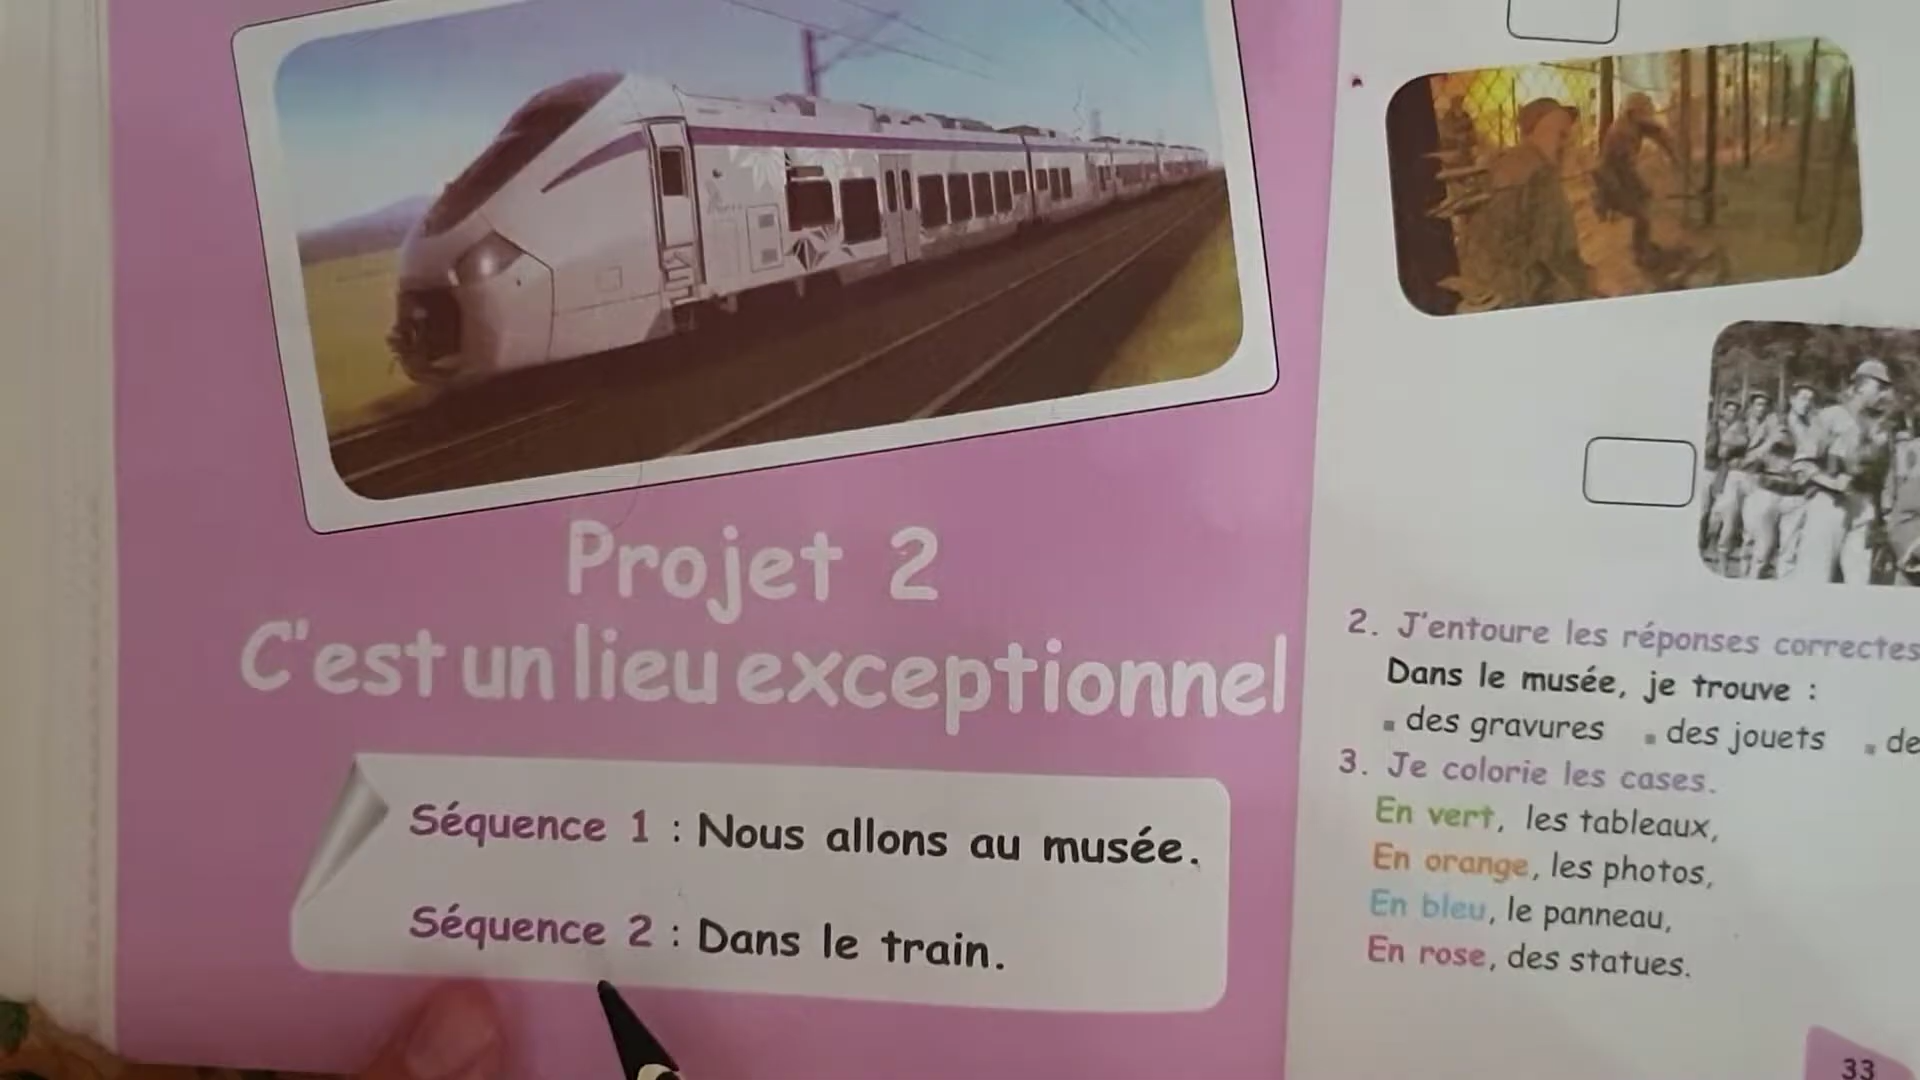 Projet 2
C'est un lieu exceptionnel
Séquence 1 : Nous allons au musée.
Séquence 2 : Dans le train.
2. J'entoure les réponses correctes
Dans le musée, je trouve :
▪ des gravures ▪ des jouets ▪ de
3. Je colorie les cases.
En vert, les tableaux,
En orange, les photos,
En bleu, le panneau,
En rose, des statues.
33